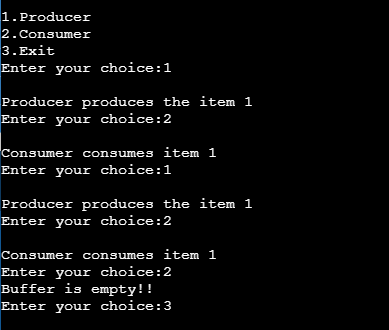 1.Producer
2.Consumer
3.Exit
Enter your choice:1
Producer produces the item 1
Enter your choice:2
Consumer consumes item 1
Enter your choice:1
Producer produces the item 1
Enter your choice:2
Consumer consumes item 1
Enter your choice:2
Buffer is empty!!
Enter your choice:3